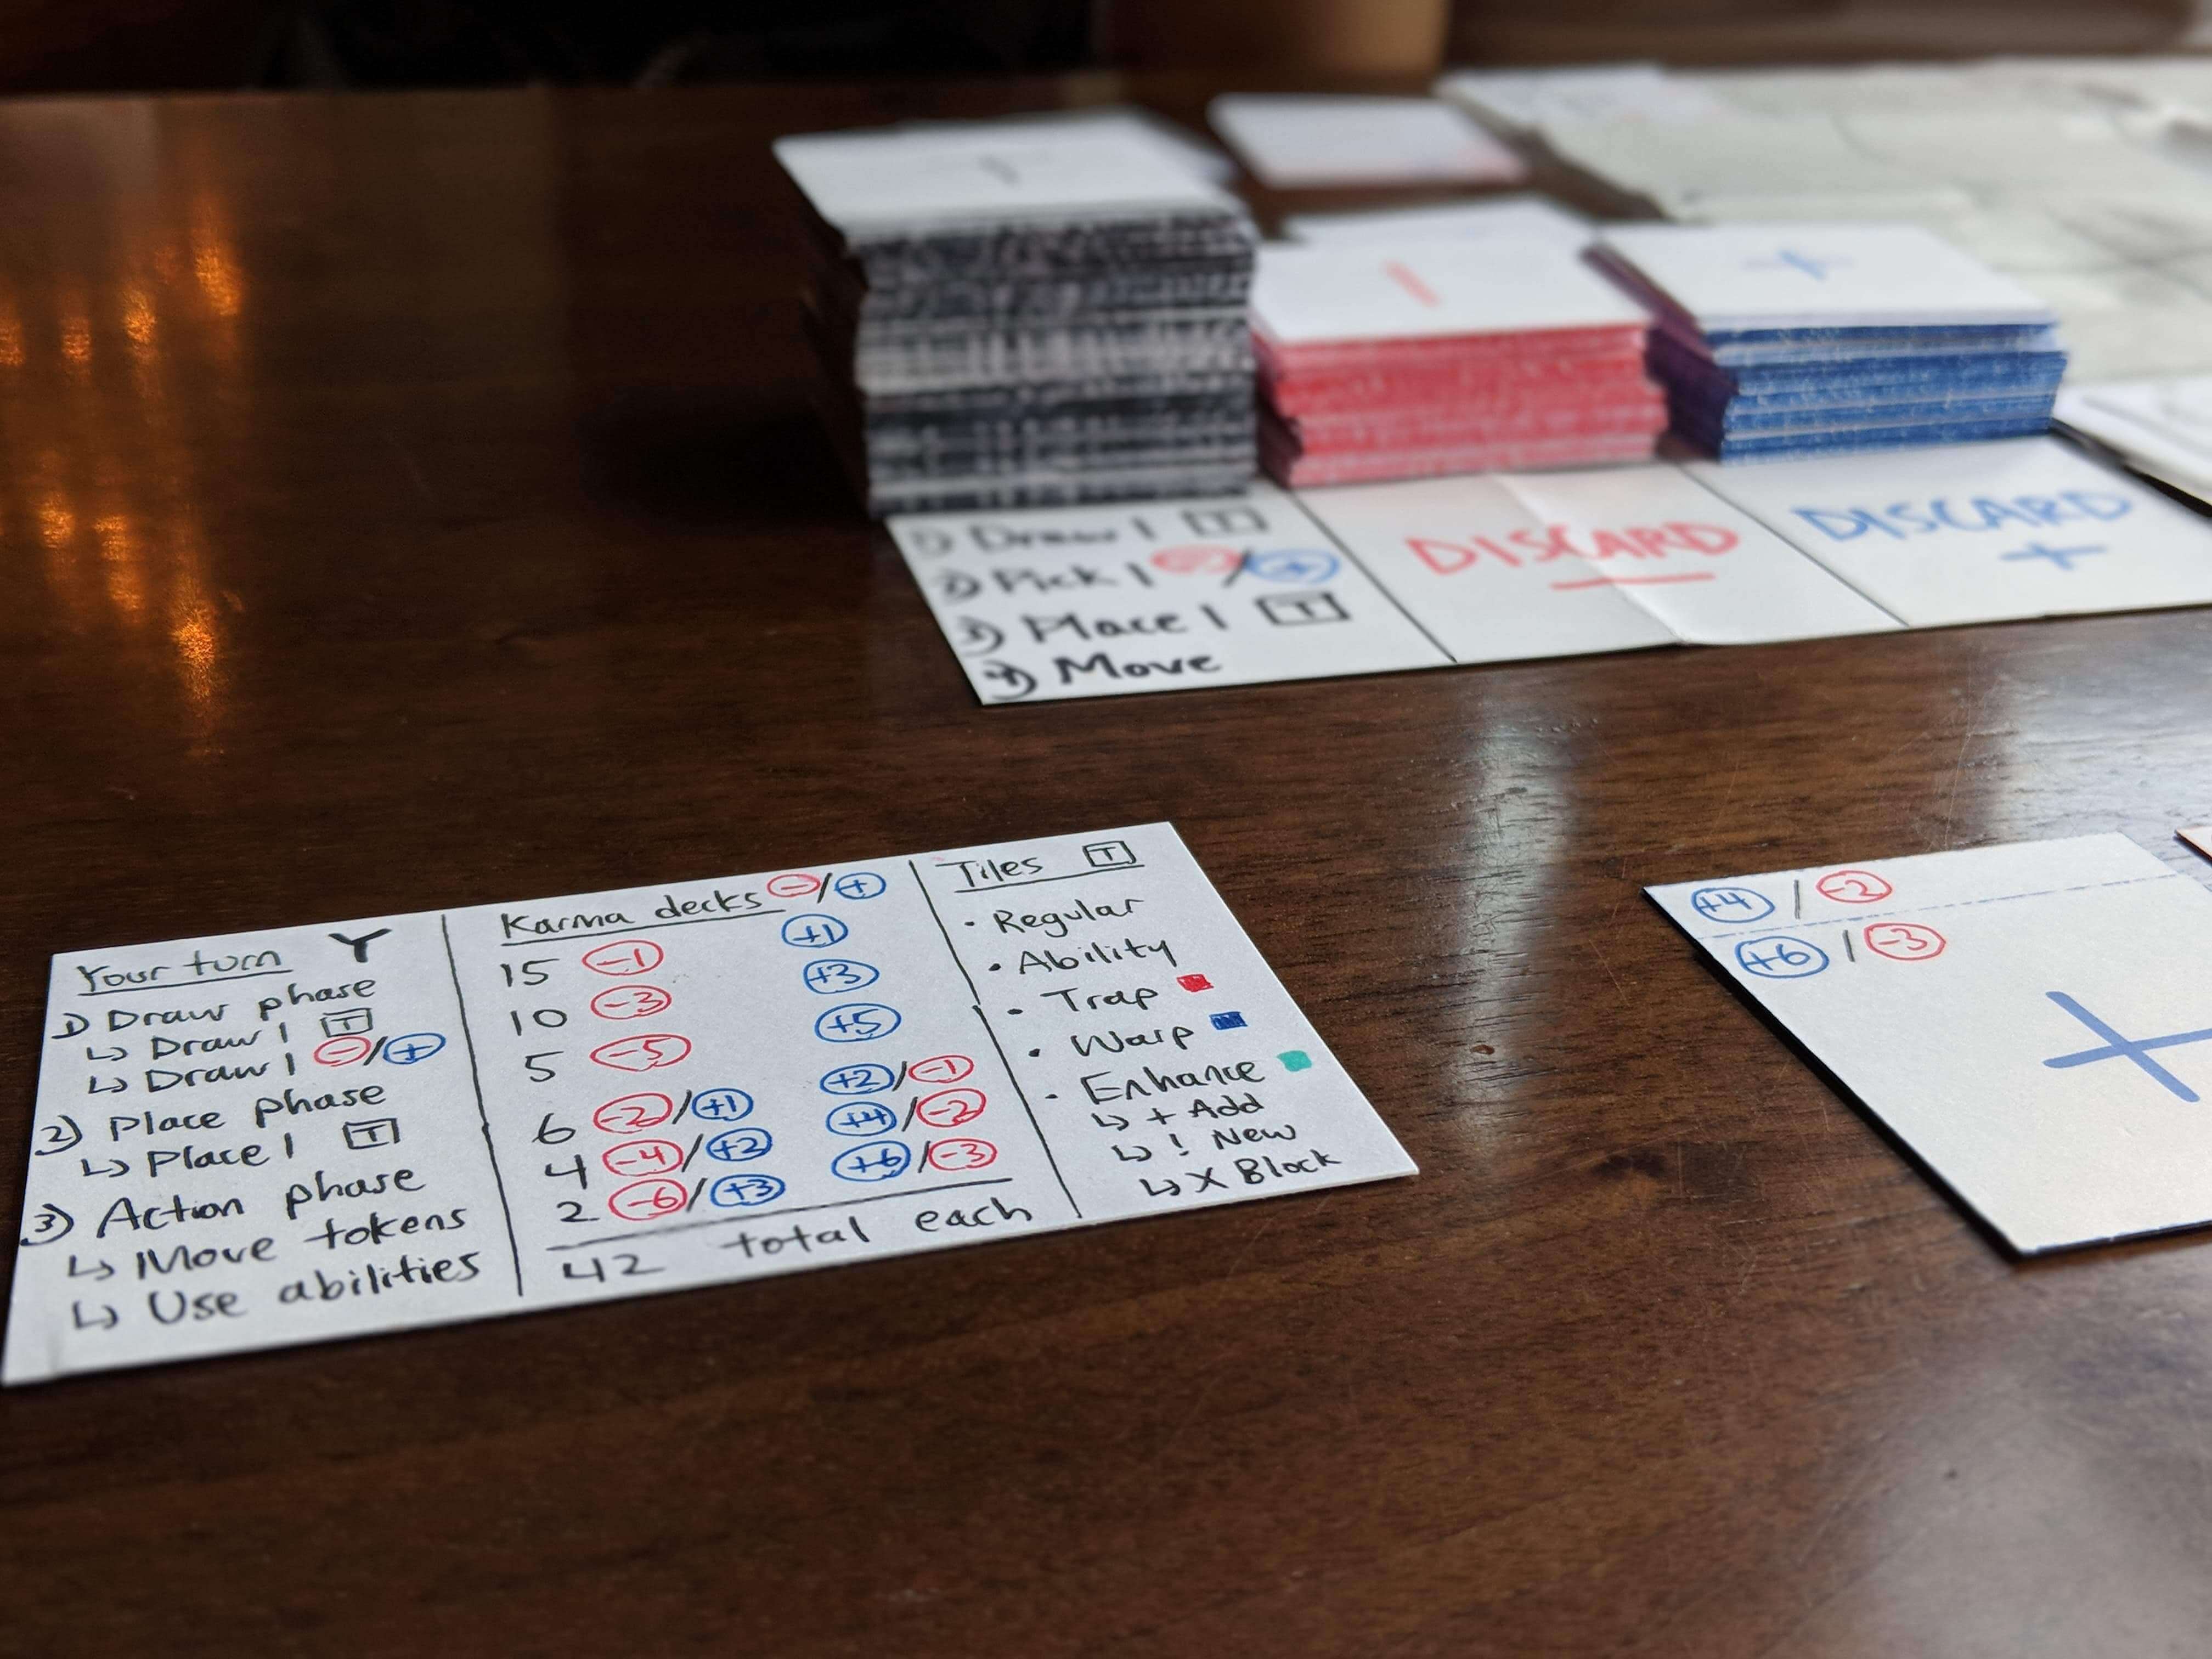 1) Draw 1 T
2) Pick 1 -/+
3) Place 1 T
4) Move
DISCARD
-
DISCARD
+
Your turn Y
1) Draw phase
↳ Draw 1 T
↳ Draw 1 -/+
2) Place phase
↳ Place 1 T
3) Action phase
↳ Move tokens
↳ Use abilities
Karma decks -/+
15 -1 +1
10 -3 +3
5 -5 +5
6 -2/+1 +2/-1
4 -4/+2 +4/-2
2 -6/+3 +6/-3
42 total each
Tiles T
• Regular
• Ability
• Trap
• Warp
• Enhance
↳ + Add
↳ ! New
↳ X Block
+4/-2
+6/-3
+